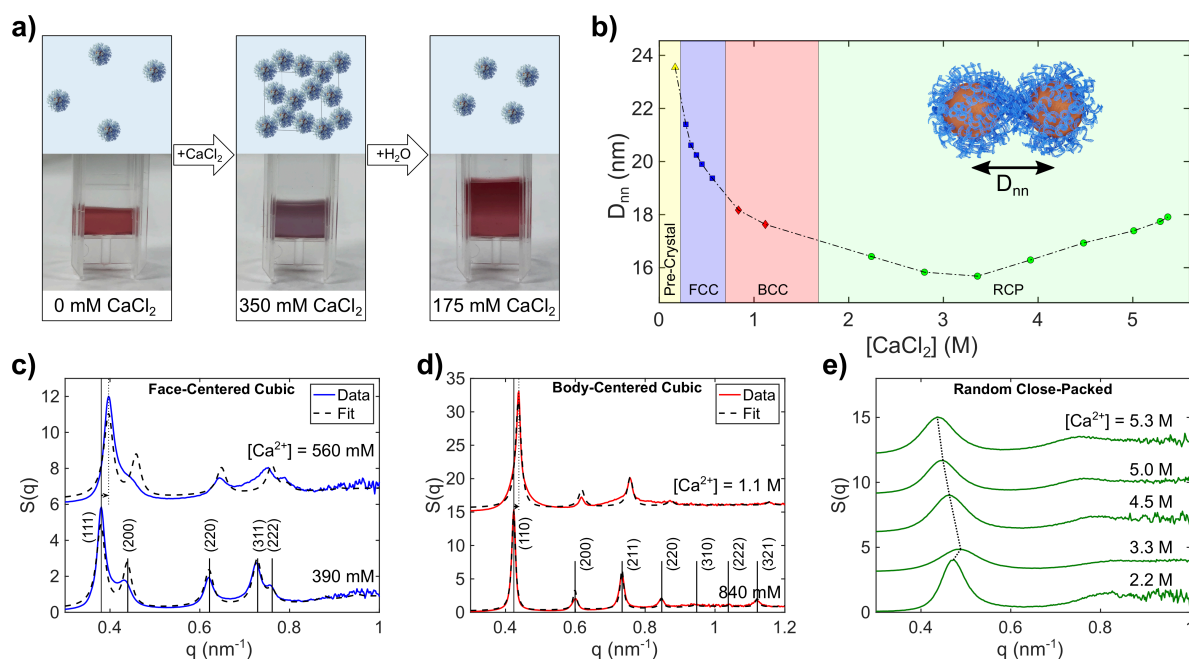 a)
+CaCl₂
+H₂O
0 mM CaCl₂
350 mM CaCl₂
175 mM CaCl₂
b)
D_nn (nm)
24
22
20
18
16
Pre-Crystal
FCC
BCC
RCP
D_nn
0
1
2
3
4
5
[CaCl₂] (M)
c)
Face-Centered Cubic
Data
Fit
[Ca²⁺] = 560 mM
390 mM
(111)
(200)
(220)
(311)
(222)
S(q)
12
10
8
6
4
2
0
0.4
0.6
0.8
1
q (nm⁻¹)
d)
Body-Centered Cubic
Data
Fit
[Ca²⁺] = 1.1 M
840 mM
(110)
(200)
(211)
(220)
(310)
(222)
(321)
S(q)
35
30
25
20
15
10
5
0
0.4
0.6
0.8
1
1.2
q (nm⁻¹)
e)
Random Close-Packed
[Ca²⁺] = 5.3 M
5.0 M
4.5 M
3.3 M
2.2 M
S(q)
15
10
5
0
0.4
0.6
0.8
1
q (nm⁻¹)